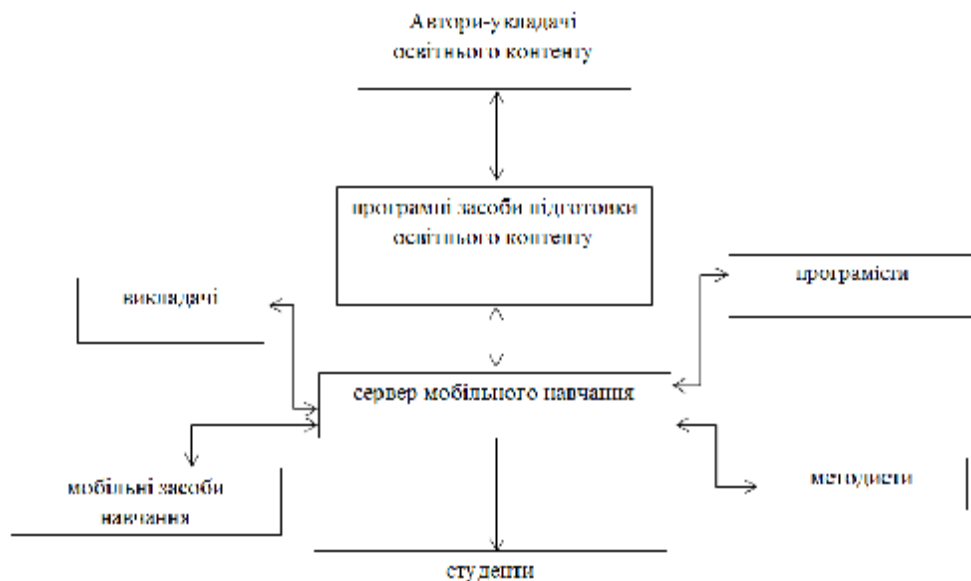 Автори-укладачі
освітнього контенту
програмні засоби підготовки
освітнього контенту
програмісти
викладачі
сервер мобільного навчання
мобільні засоби
навчання
методисти
студенти